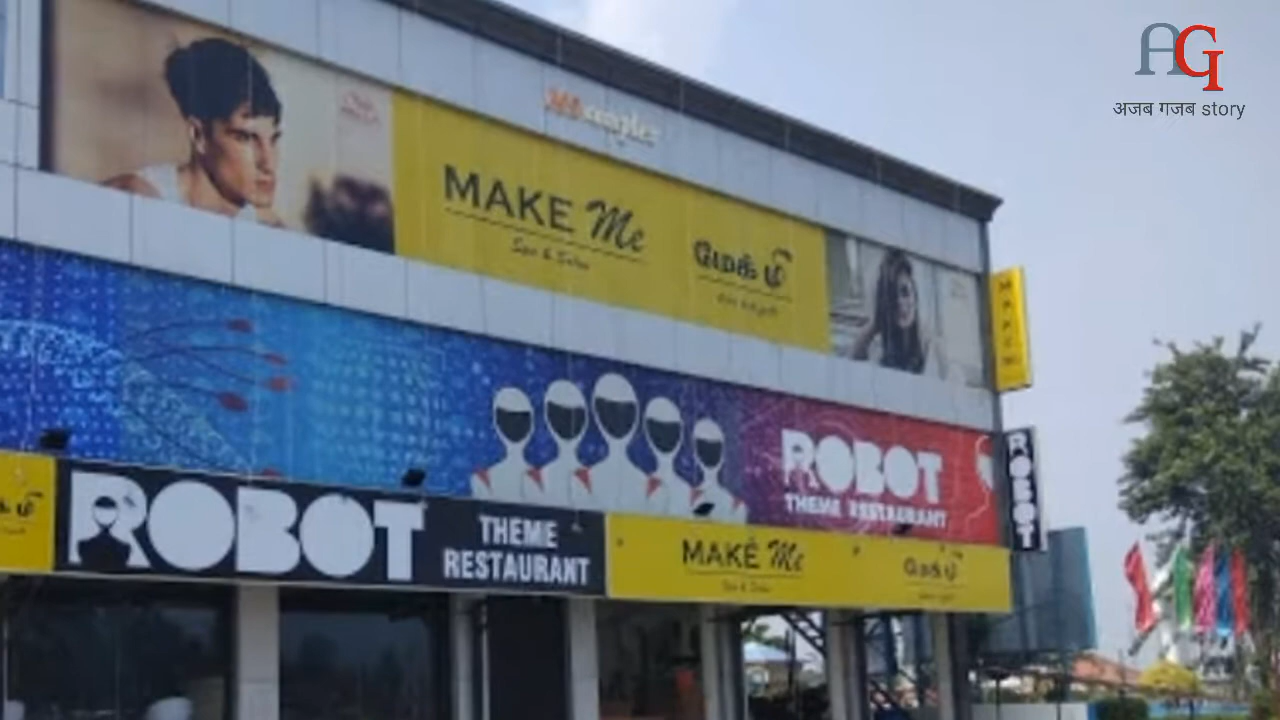 AG
अजब गजब story
complex
MAKE Me
Spa & Salon
மேக் மீ
ROBOT
THEME RESTAURANT
ROBOT
ROBOT
THEME
RESTAURANT
MAKE Me
Spa & Salon
மேக் மீ